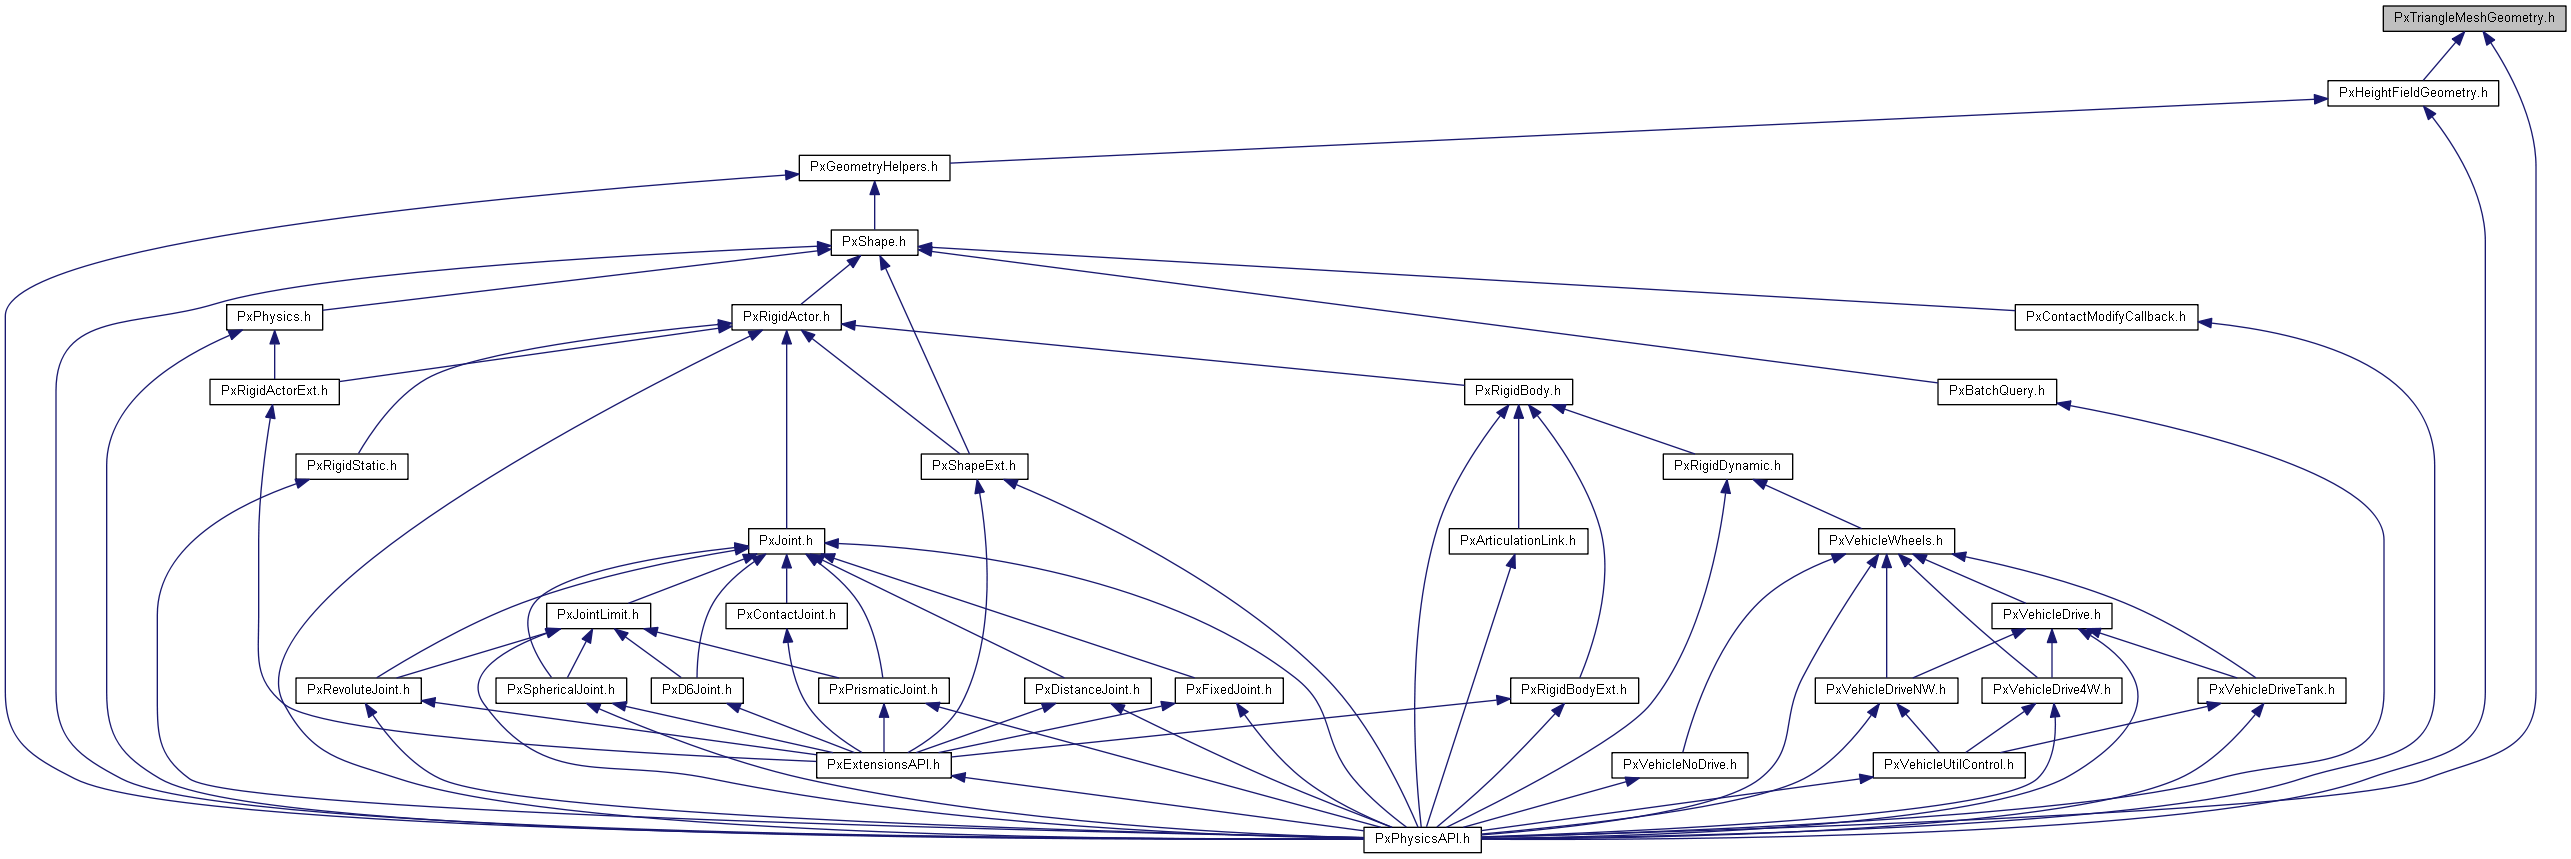 PxTriangleMeshGeometry.h
PxHeightFieldGeometry.h
PxGeometryHelpers.h
PxShape.h
PxPhysics.h
PxRigidActor.h
PxContactModifyCallback.h
PxRigidActorExt.h
PxRigidBody.h
PxBatchQuery.h
PxRigidStatic.h
PxShapeExt.h
PxRigidDynamic.h
PxJoint.h
PxArticulationLink.h
PxVehicleWheels.h
PxJointLimit.h
PxContactJoint.h
PxVehicleDrive.h
PxRevoluteJoint.h
PxSphericalJoint.h
PxD6Joint.h
PxPrismaticJoint.h
PxDistanceJoint.h
PxFixedJoint.h
PxRigidBodyExt.h
PxVehicleDriveNW.h
PxVehicleDrive4W.h
PxVehicleDriveTank.h
PxExtensionsAPI.h
PxVehicleNoDrive.h
PxVehicleUtilControl.h
PxPhysicsAPI.h